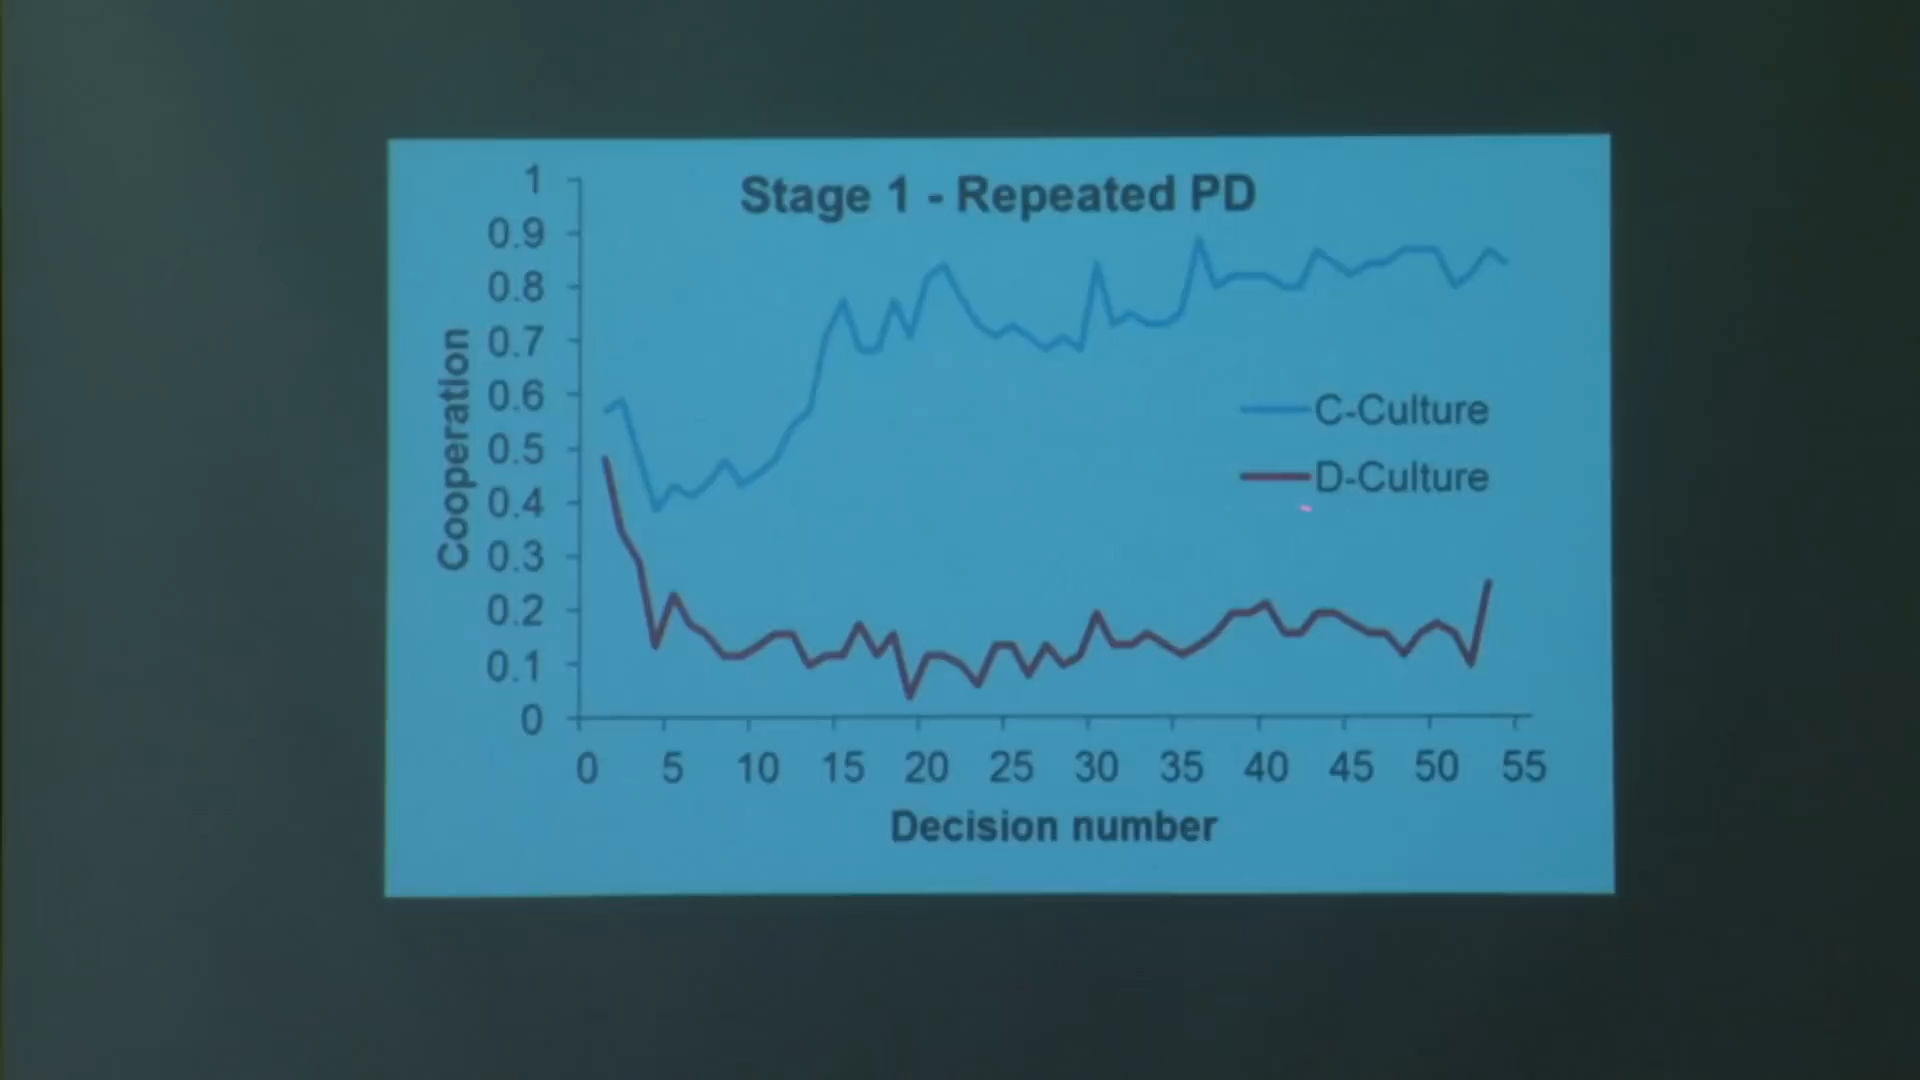 Stage 1 - Repeated PD
1
0.9
0.8
0.7
0.6
0.5
0.4
0.3
0.2
0.1
0
Cooperation
C-Culture
D-Culture
0 5 10 15 20 25 30 35 40 45 50 55
Decision number